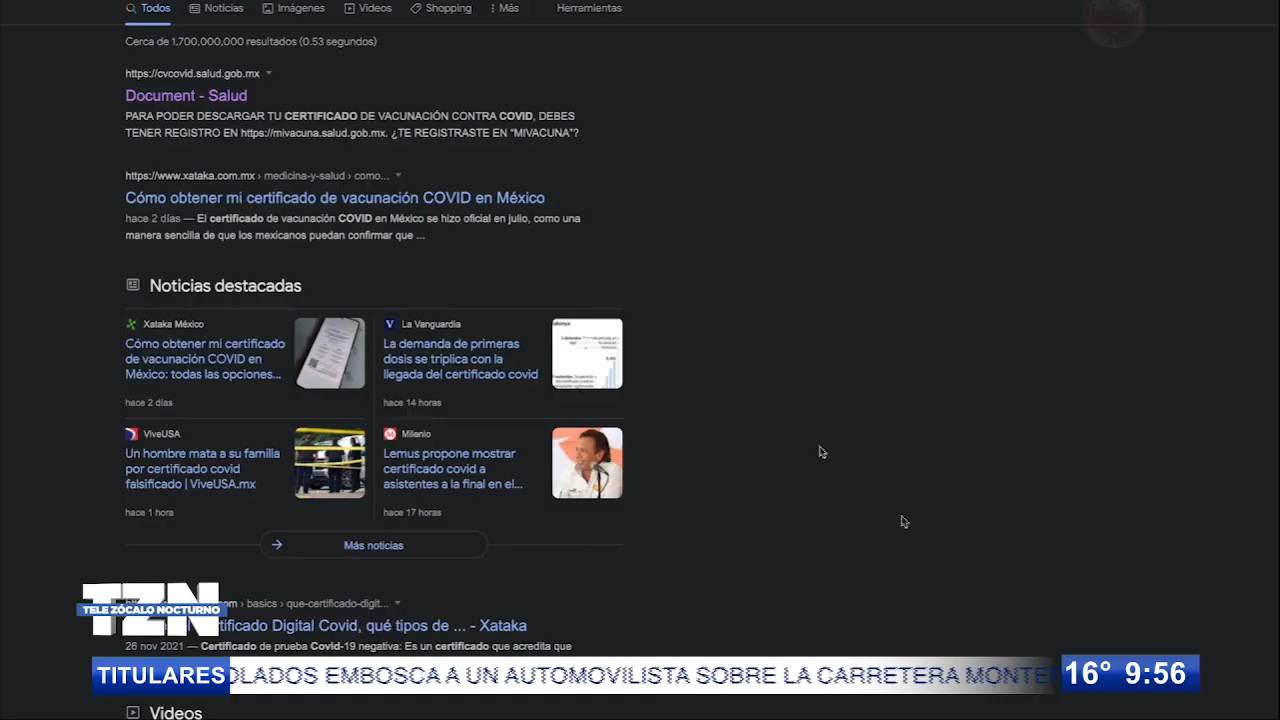 Todos Noticias Imágenes Videos Shopping Más Herramientas
Cerca de 1,700,000,000 resultados (0.53 segundos)
https://cvcovid.salud.gob.mx
Document - Salud
PARA PODER DESCARGAR TU CERTIFICADO DE VACUNACIÓN CONTRA COVID, DEBES
TENER REGISTRO EN https://mivacuna.salud.gob.mx. ¿TE REGISTRASTE EN “MIVACUNA”?
https://www.xataka.com.mx › medicina-y-salud › como...
Cómo obtener mi certificado de vacunación COVID en México
hace 2 días — El certificado de vacunación COVID en México se hizo oficial en julio, como una
manera sencilla de que los mexicanos puedan confirmar que ...
Noticias destacadas
Xataka México
Cómo obtener mi certificado
de vacunación COVID en
México: todas las opciones...
hace 2 días
La Vanguardia
La demanda de primeras
dosis se triplica con la
llegada del certificado covid
hace 14 horas
ViveUSA
Un hombre mata a su familia
por certificado covid
falsificado | ViveUSA.mx
hace 1 hora
Milenio
Lemus propone mostrar
certificado covid a
asistentes a la final en el...
hace 17 horas
Más noticias
om › basics › que-certificado-digit...
rtificado Digital Covid, qué tipos de ... - Xataka
26 nov 2021 — Certificado de prueba Covid-19 negativa: Es un certificado que acredita que
TZN
TELE ZÓCALO NOCTURNO
TITULARES OLADOS EMBOSCA A UN AUTOMOVILISTA SOBRE LA CARRETERA MONTE 16° 9:56
Videos